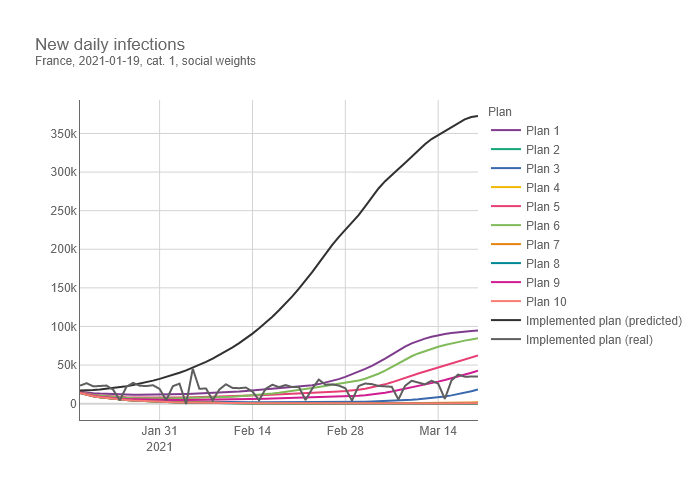 New daily infections
France, 2021-01-19, cat. 1, social weights
350k
300k
250k
200k
150k
100k
50k
0
Jan 31
2021
Feb 14
Feb 28
Mar 14
Plan
Plan 1
Plan 2
Plan 3
Plan 4
Plan 5
Plan 6
Plan 7
Plan 8
Plan 9
Plan 10
Implemented plan (predicted)
Implemented plan (real)